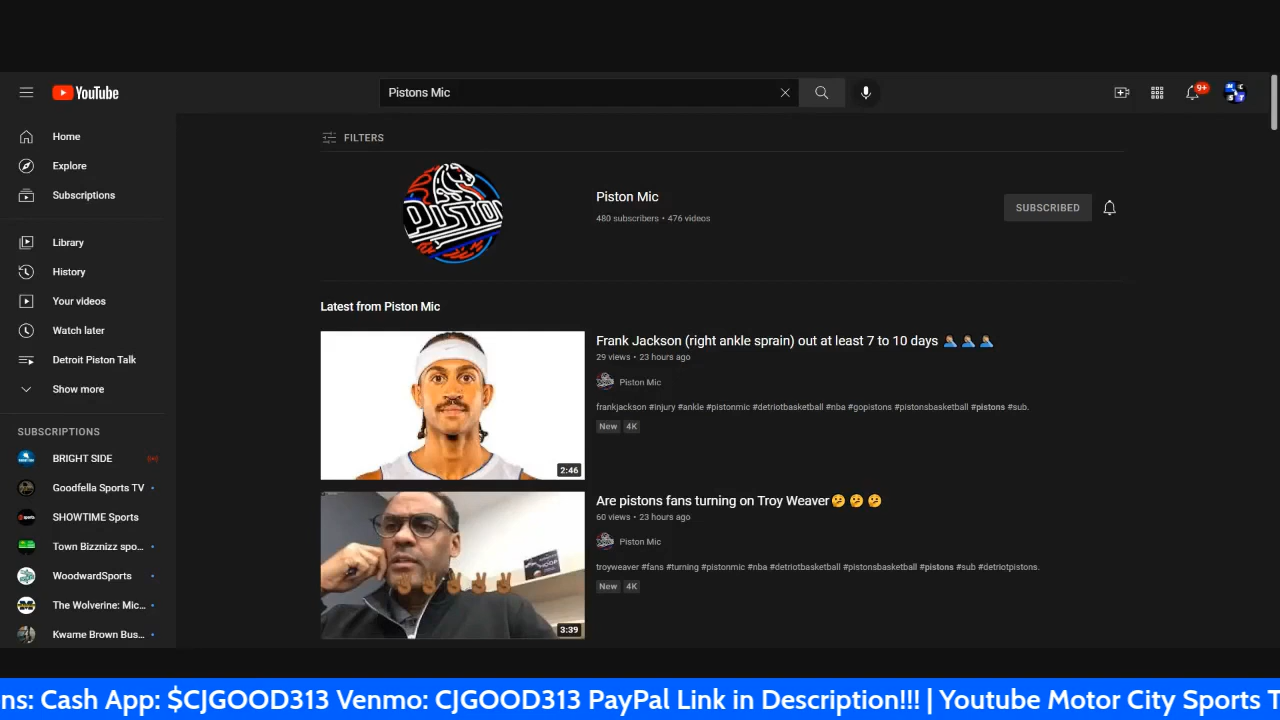 YouTube
Pistons Mic
9+
Home
Explore
Subscriptions
Library
History
Your videos
Watch later
Detroit Piston Talk
Show more
SUBSCRIPTIONS
BRIGHT SIDE
Goodfella Sports TV
SHOWTIME Sports
Town Bizznizz spo...
WoodwardSports
The Wolverine: Mic...
Kwame Brown Bus...
FILTERS
PISTON
Piston Mic
480 subscribers • 476 videos
SUBSCRIBED
Latest from Piston Mic
2:46
Frank Jackson (right ankle sprain) out at least 7 to 10 days 🤦🏽‍♂️ 🤦🏽‍♂️ 🤦🏽‍♂️
29 views • 23 hours ago
Piston Mic
frankjackson #injury #ankle #pistonmic #detriotbasketball #nba #gopistons #pistonsbasketball #pistons #sub.
New 4K
3:39
Are pistons fans turning on Troy Weaver🤔 🤔 🤔
60 views • 23 hours ago
Piston Mic
troyweaver #fans #turning #pistonmic #nba #detriotbasketball #pistonsbasketball #pistons #sub #detriotpistons.
New 4K
ns: Cash App: $CJGOOD313 Venmo: CJGOOD313 PayPal Link in Description!!! | Youtube Motor City Sports T